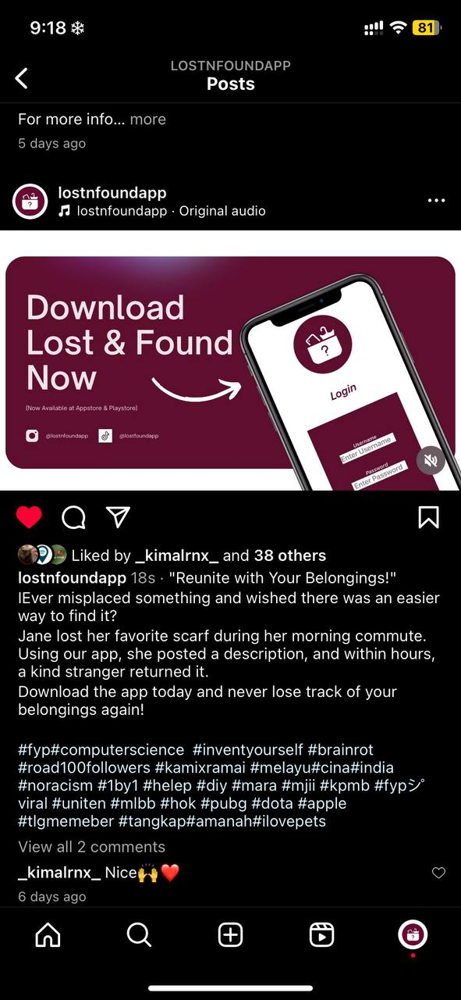 9:18
81
LOSTNFOUNDAPP
Posts
For more info... more
5 days ago
lostnfoundapp
lostnfoundapp · Original audio
Download
Lost & Found
Now
(Now Available at Appstore & Playstore)
@lostnfoundapp @lostfoundapp
Login
Username
Enter Username
Password
Enter Password
Liked by _kimalrnx_ and 38 others
lostnfoundapp 18s · "Reunite with Your Belongings!"
IEver misplaced something and wished there was an easier
way to find it?
Jane lost her favorite scarf during her morning commute.
Using our app, she posted a description, and within hours,
a kind stranger returned it.
Download the app today and never lose track of your
belongings again!
#fyp#computerscience #inventyourself #brainrot
#road100followers #kamixramai #melayu#cina#india
#noracism #1by1 #helep #diy #mara #mjii #kpmb #fypシ゚
viral #uniten #mlbb #hok #pubg #dota #apple
#tlgmemeber #tangkap#amanah#ilovepets
View all 2 comments
_kimalrnx_ Nice🙌❤️
6 days ago